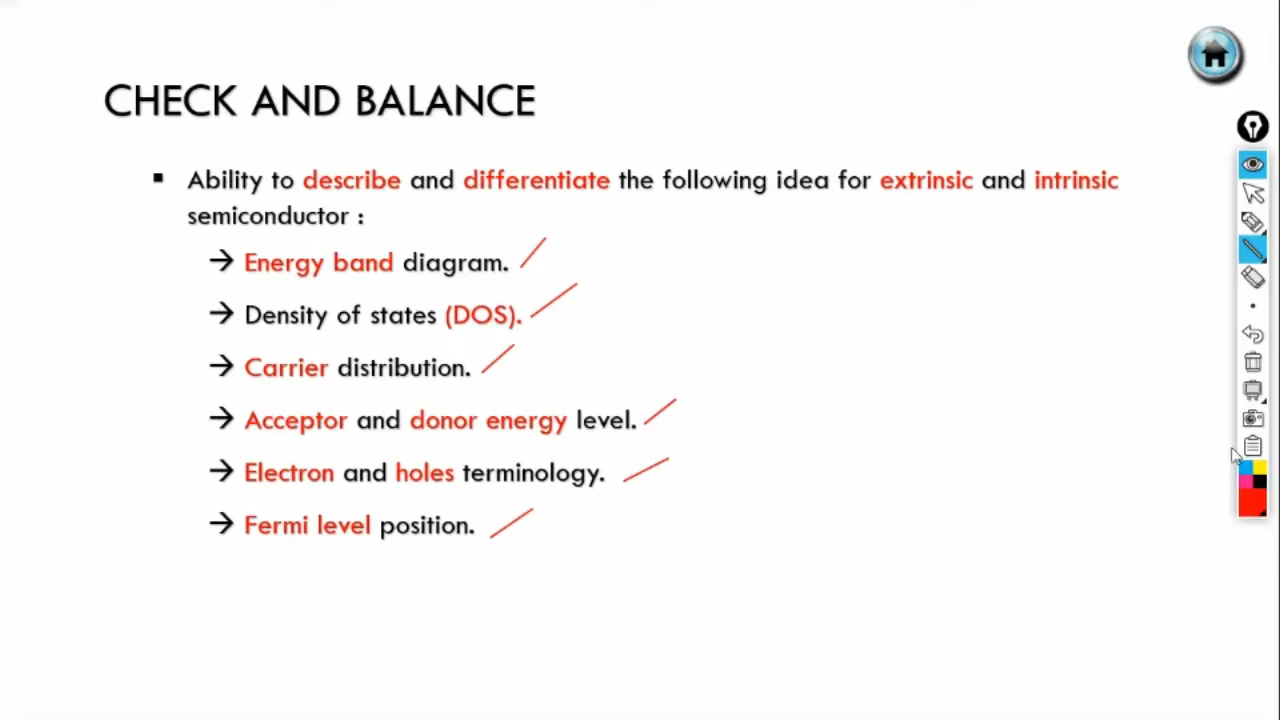 CHECK AND BALANCE
▪ Ability to describe and differentiate the following idea for extrinsic and intrinsic
semiconductor :
→ Energy band diagram.
→ Density of states (DOS).
→ Carrier distribution.
→ Acceptor and donor energy level.
→ Electron and holes terminology.
→ Fermi level position.